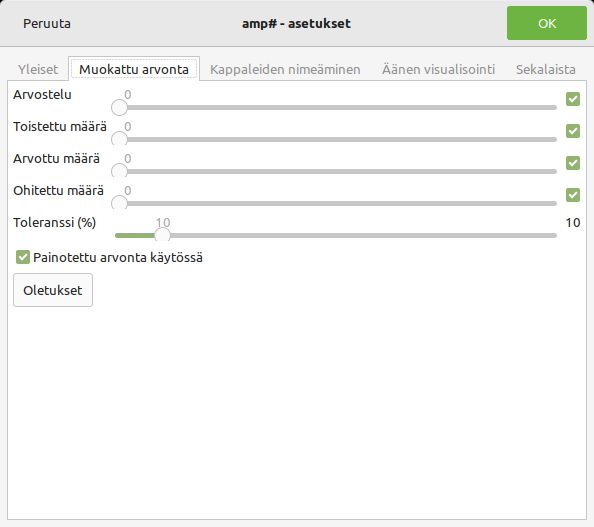 Peruuta amp# - asetukset OK
Yleiset Muokattu arvonta Kappaleiden nimeäminen Äänen visualisointi Sekalaista
Arvostelu 0
Toistettu määrä 0
Arvottu määrä 0
Ohitettu määrä 0
Toleranssi (%) 10 10
Painotettu arvonta käytössä
Oletukset